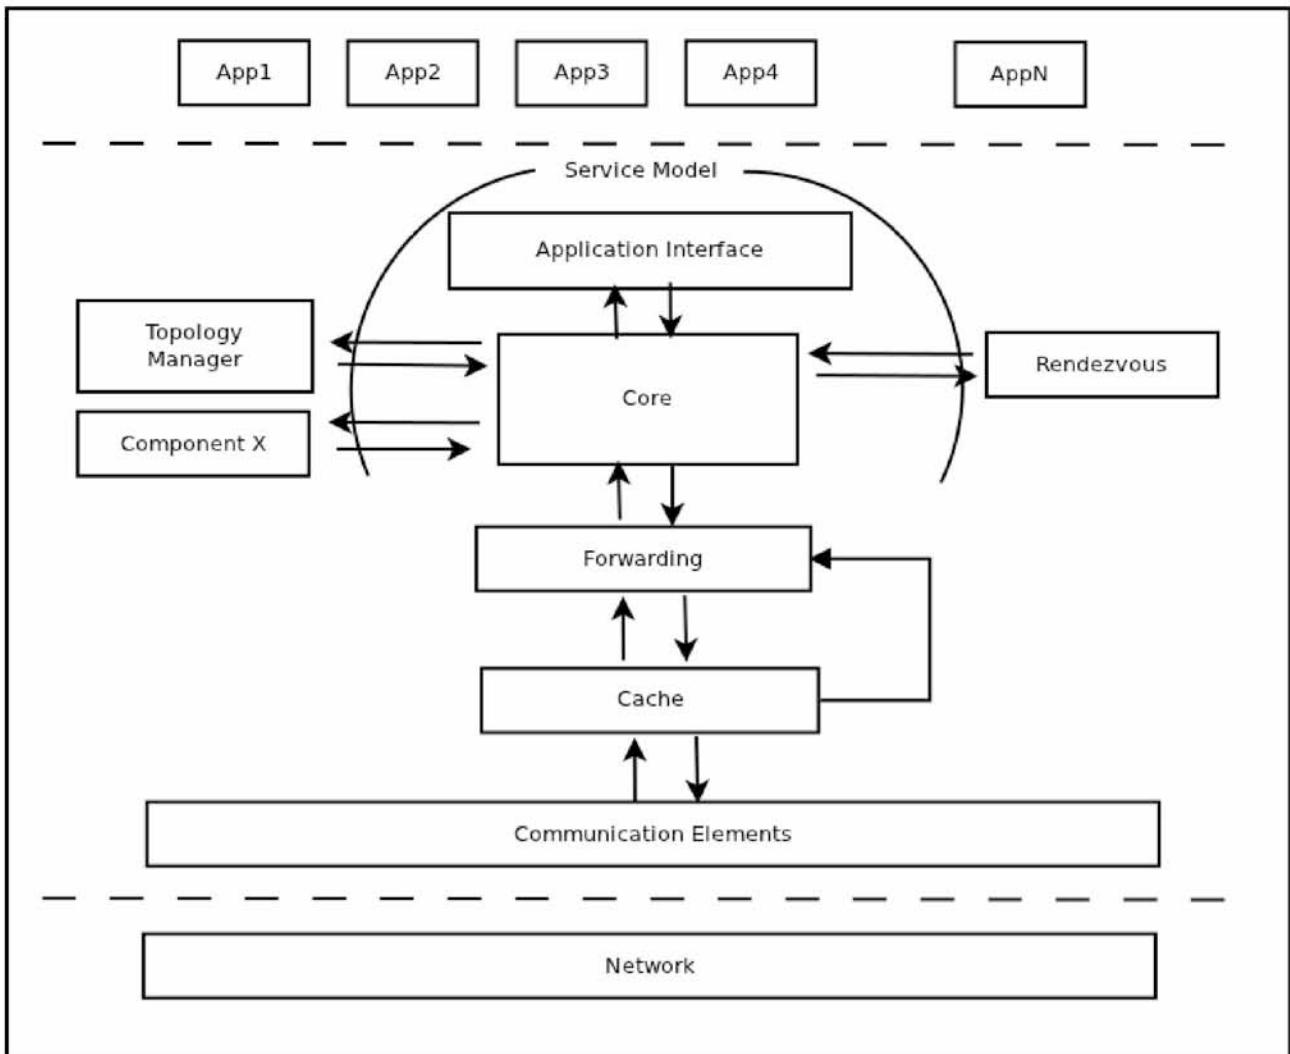 App1
App2
App3
App4
AppN
Service Model
Application Interface
Topology
Manager
Core
Rendezvous
Component X
Forwarding
Cache
Communication Elements
Network